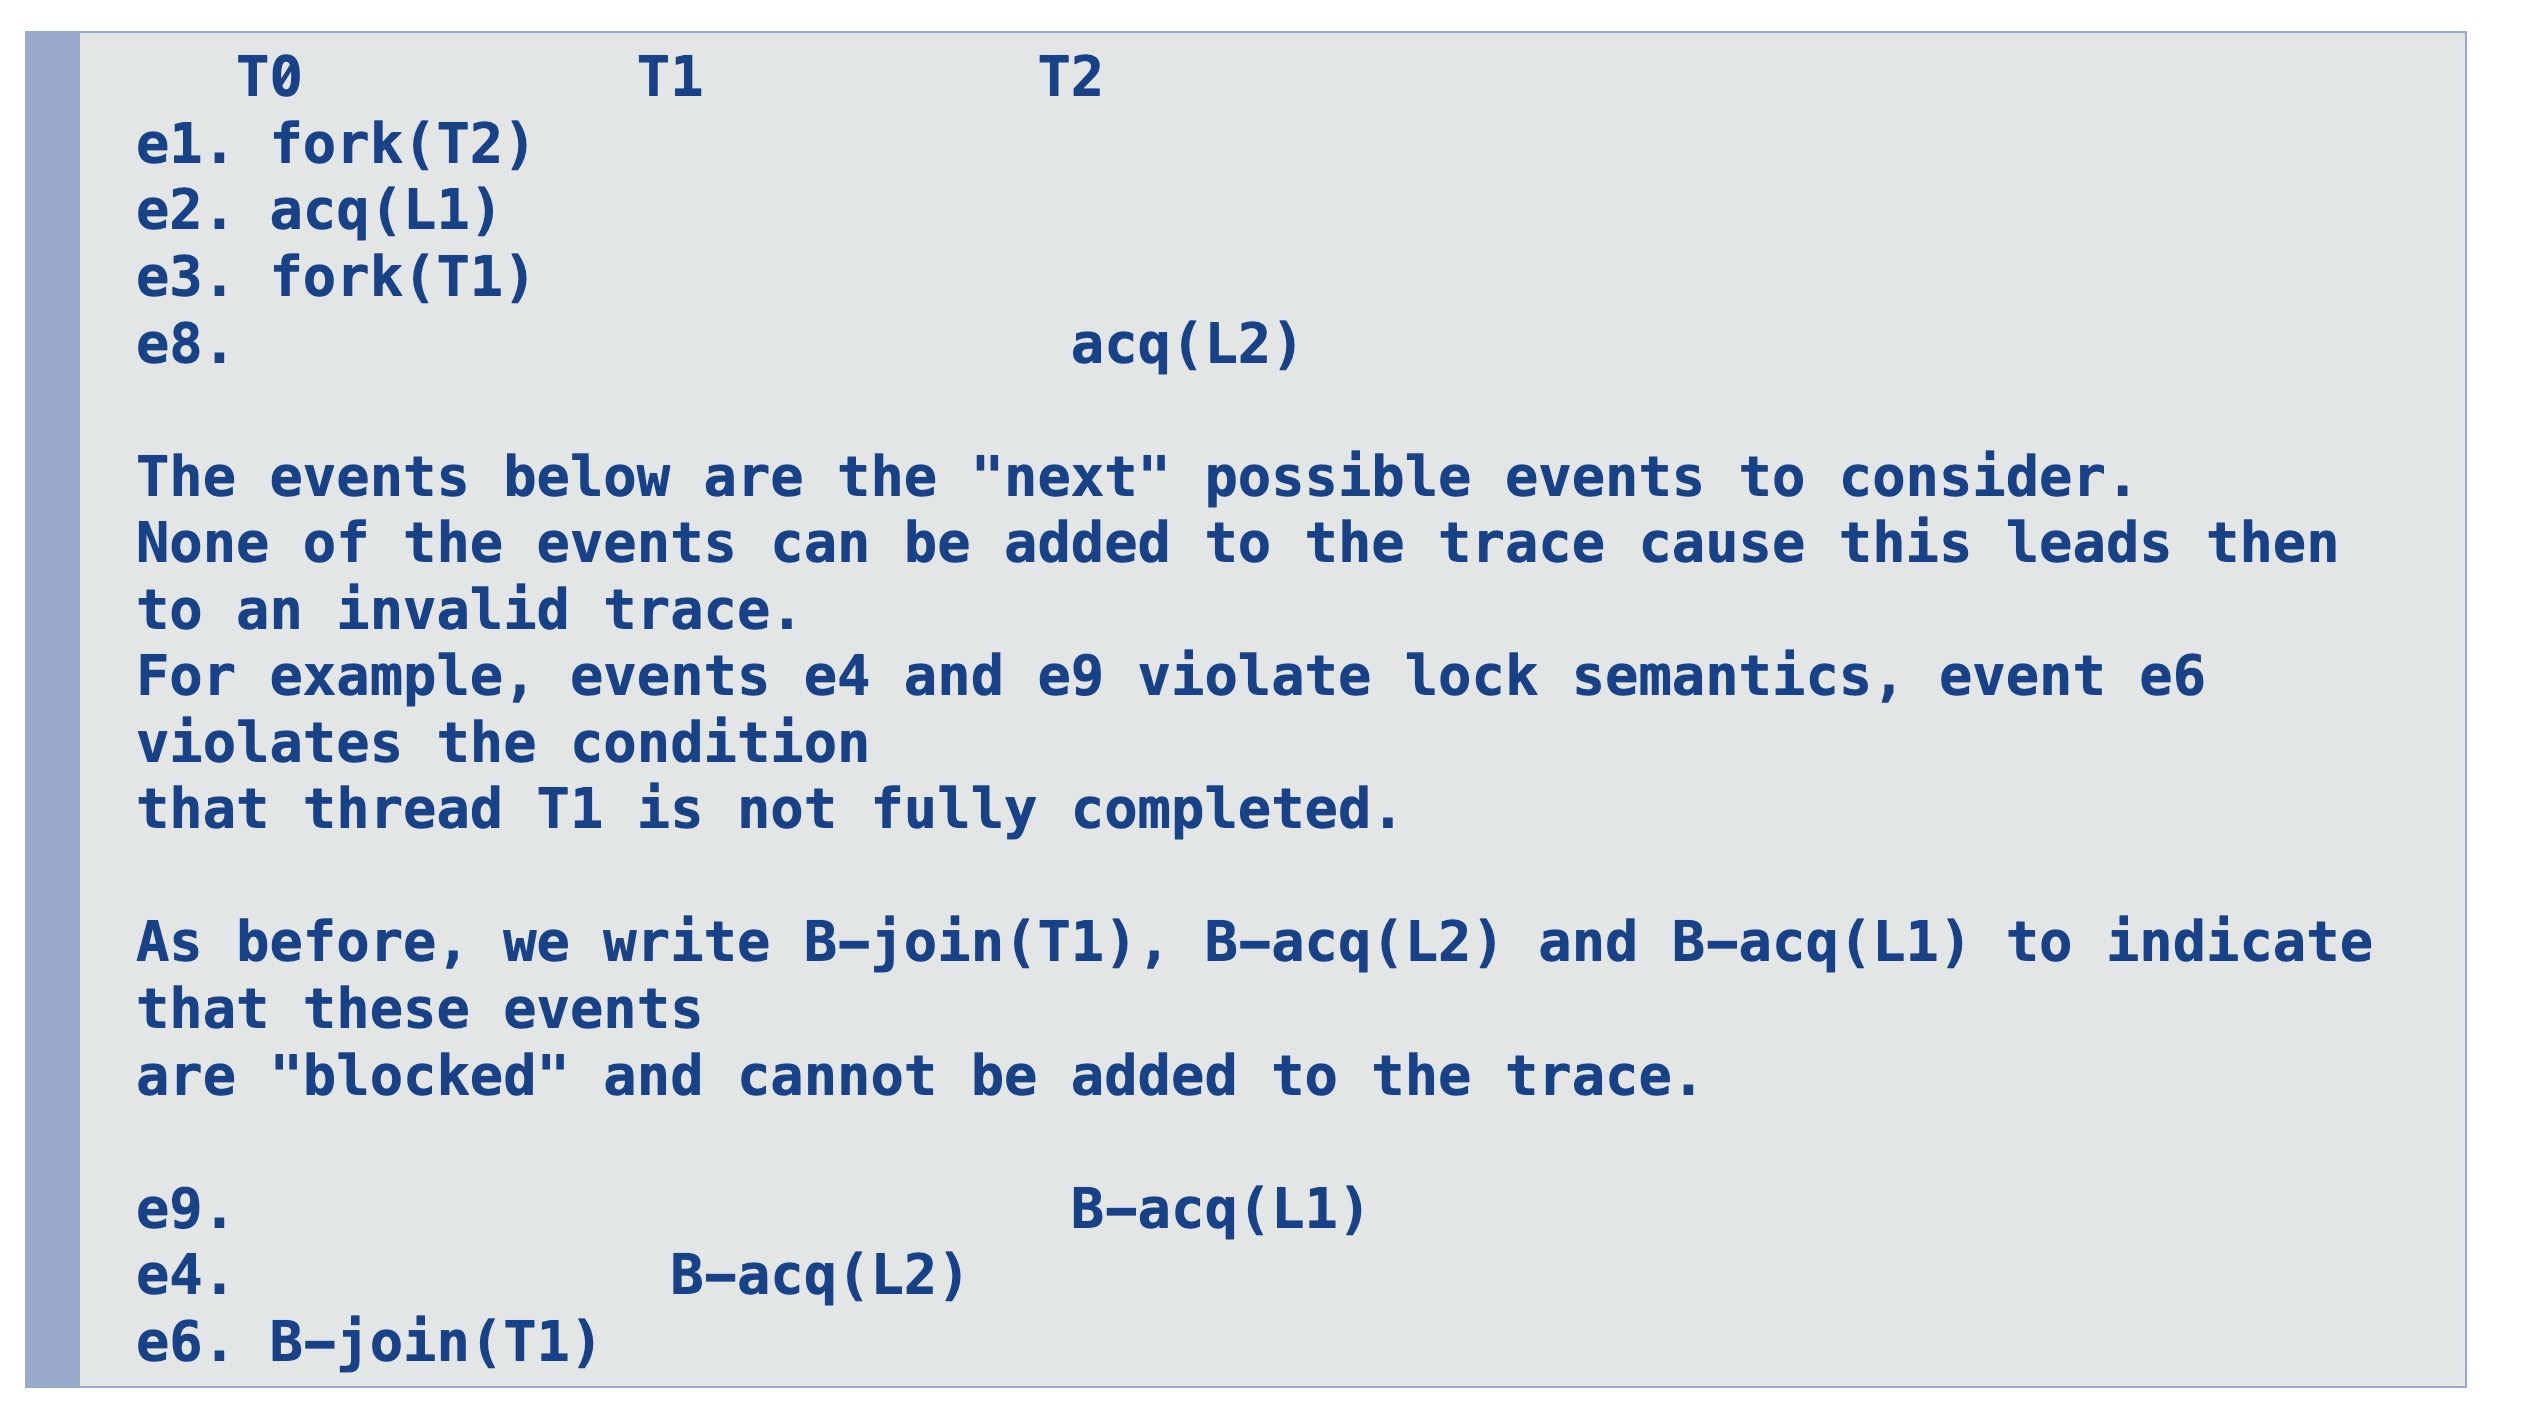 T0          T1          T2
e1. fork(T2)
e2. acq(L1)
e3. fork(T1)
e8.                         acq(L2)
The events below are the "next" possible events to consider.
None of the events can be added to the trace cause this leads then
to an invalid trace.
For example, events e4 and e9 violate lock semantics, event e6
violates the condition
that thread T1 is not fully completed.
As before, we write B–join(T1), B–acq(L2) and B–acq(L1) to indicate
that these events
are "blocked" and cannot be added to the trace.
e9.                         B–acq(L1)
e4.             B–acq(L2)
e6. B–join(T1)